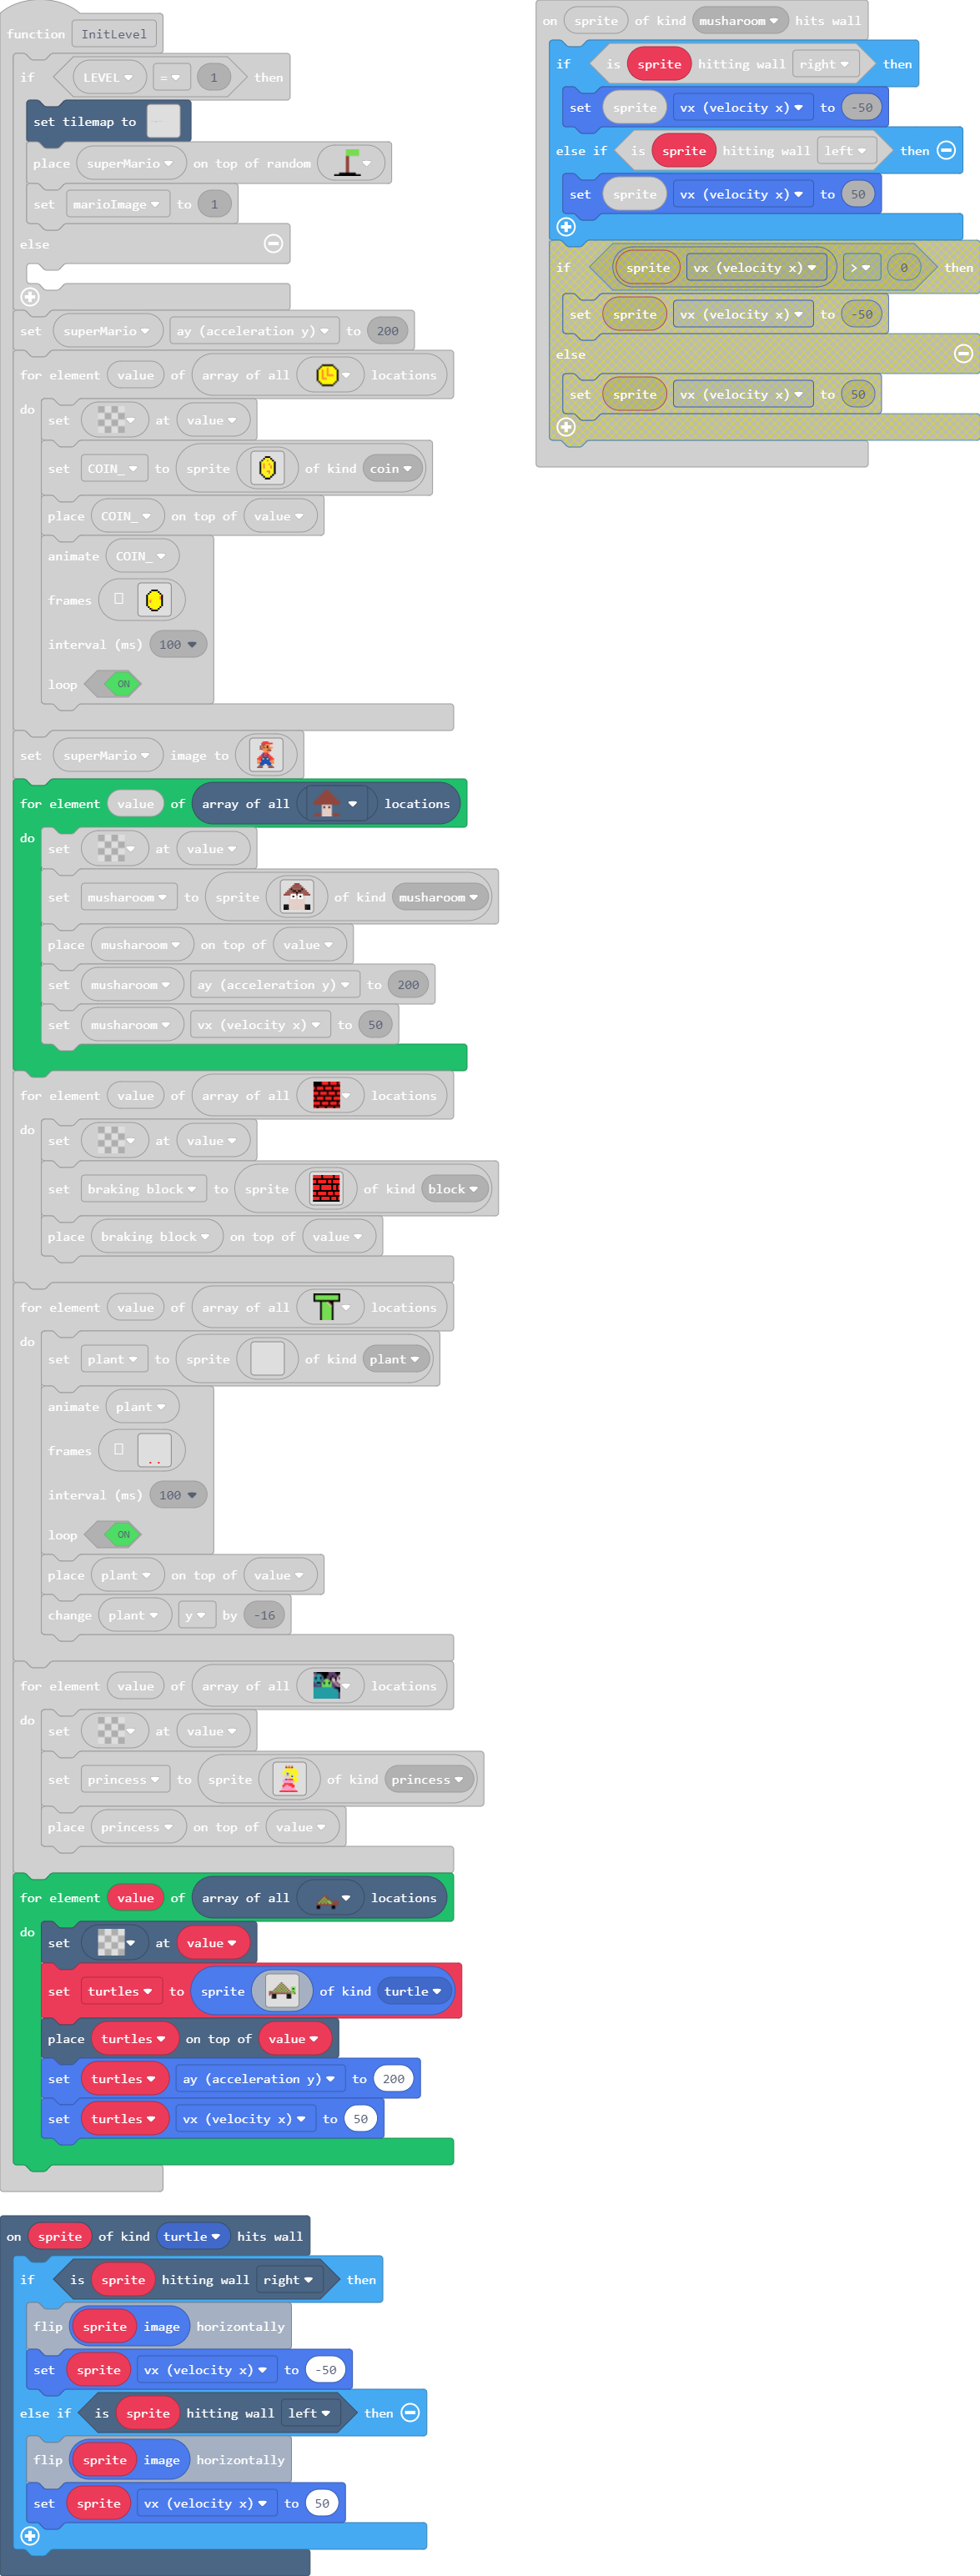 function InitLevel
if LEVEL = 1 then
set tilemap to
place superMario on top of random
set marioImage to 1
else
set superMario ay (acceleration y) to 200
for element value of array of all locations
do
set at value
set COIN_ to sprite of kind coin
place COIN_ on top of value
animate COIN_
frames
interval (ms) 100
loop ON
set superMario image to
for element value of array of all locations
do
set at value
set musharoom to sprite of kind musharoom
place musharoom on top of value
set musharoom ay (acceleration y) to 200
set musharoom vx (velocity x) to 50
for element value of array of all locations
do
set at value
set braking block to sprite of kind block
place braking block on top of value
for element value of array of all locations
do
set plant to sprite of kind plant
animate plant
frames
interval (ms) 100
loop ON
place plant on top of value
change plant y by -16
for element value of array of all locations
do
set at value
set princess to sprite of kind princess
place princess on top of value
for element value of array of all locations
do
set at value
set turtles to sprite of kind turtle
place turtles on top of value
set turtles ay (acceleration y) to 200
set turtles vx (velocity x) to 50
on sprite of kind turtle hits wall
if is sprite hitting wall right then
flip sprite image horizontally
set sprite vx (velocity x) to -50
else if is sprite hitting wall left then
flip sprite image horizontally
set sprite vx (velocity x) to 50
on sprite of kind musharoom hits wall
if is sprite hitting wall right then
set sprite vx (velocity x) to -50
else if is sprite hitting wall left then
set sprite vx (velocity x) to 50
if sprite vx (velocity x) > 0 then
set sprite vx (velocity x) to -50
else
set sprite vx (velocity x) to 50